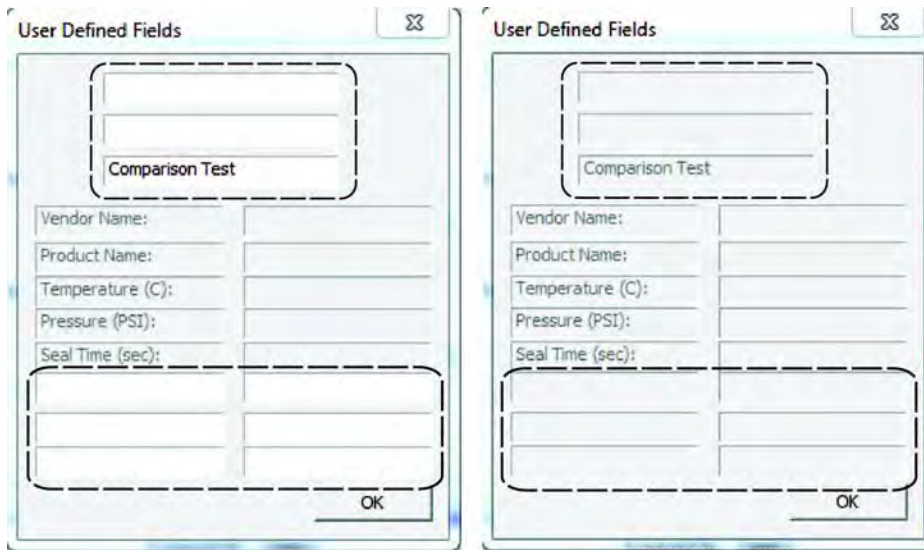 User Defined Fields
Comparison Test
Vendor Name:
Product Name:
Temperature (C):
Pressure (PSI):
Seal Time (sec):
OK
User Defined Fields
Comparison Test
Vendor Name:
Product Name:
Temperature (C):
Pressure (PSI):
Seal Time (sec):
OK